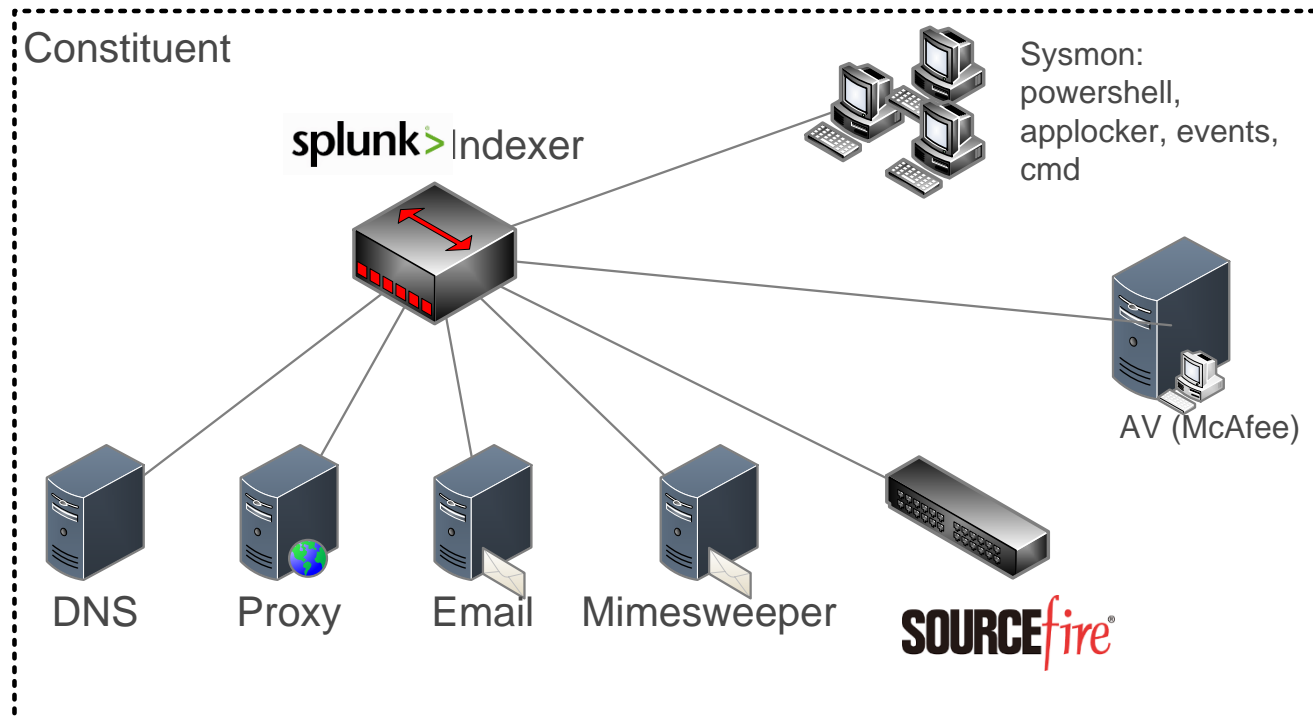 Constituent
splunk> Indexer
Sysmon:
powershell,
applocker, events,
cmd
AV (McAfee)
DNS
Proxy
Email
Mimesweeper
SOURCEfire®